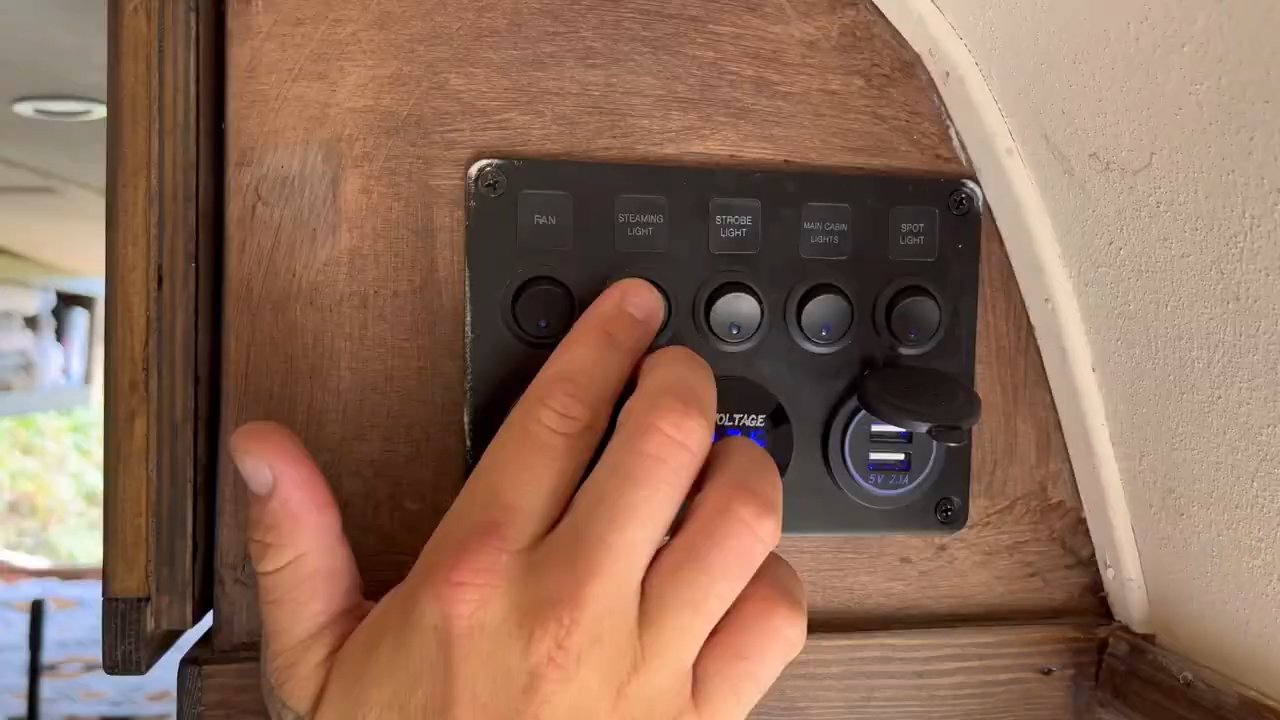 FAN
STEAMING
LIGHT
STROBE
LIGHT
MAIN CABIN
LIGHTS
SPOT
LIGHT
VOLTAGE
5V 2.1A